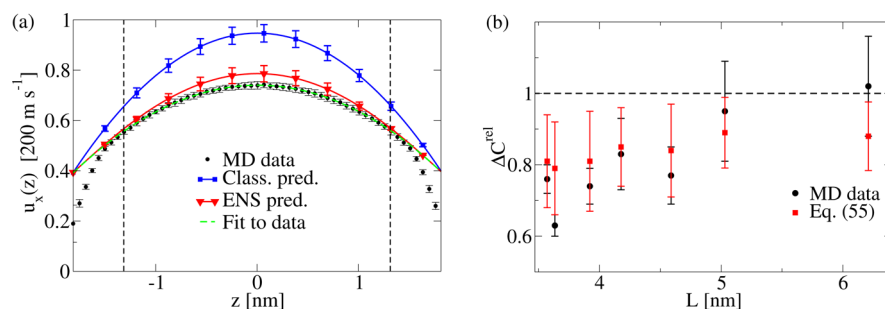 (a)
1
0.8
0.6
0.4
0.2
0
u_x(z) [200 m s⁻¹]
MD data
Class. pred.
ENS pred.
Fit to data
-1
0
1
z [nm]
(b)
1
0.8
0.6
ΔC^rel
MD data
Eq. (55)
4
5
6
L [nm]